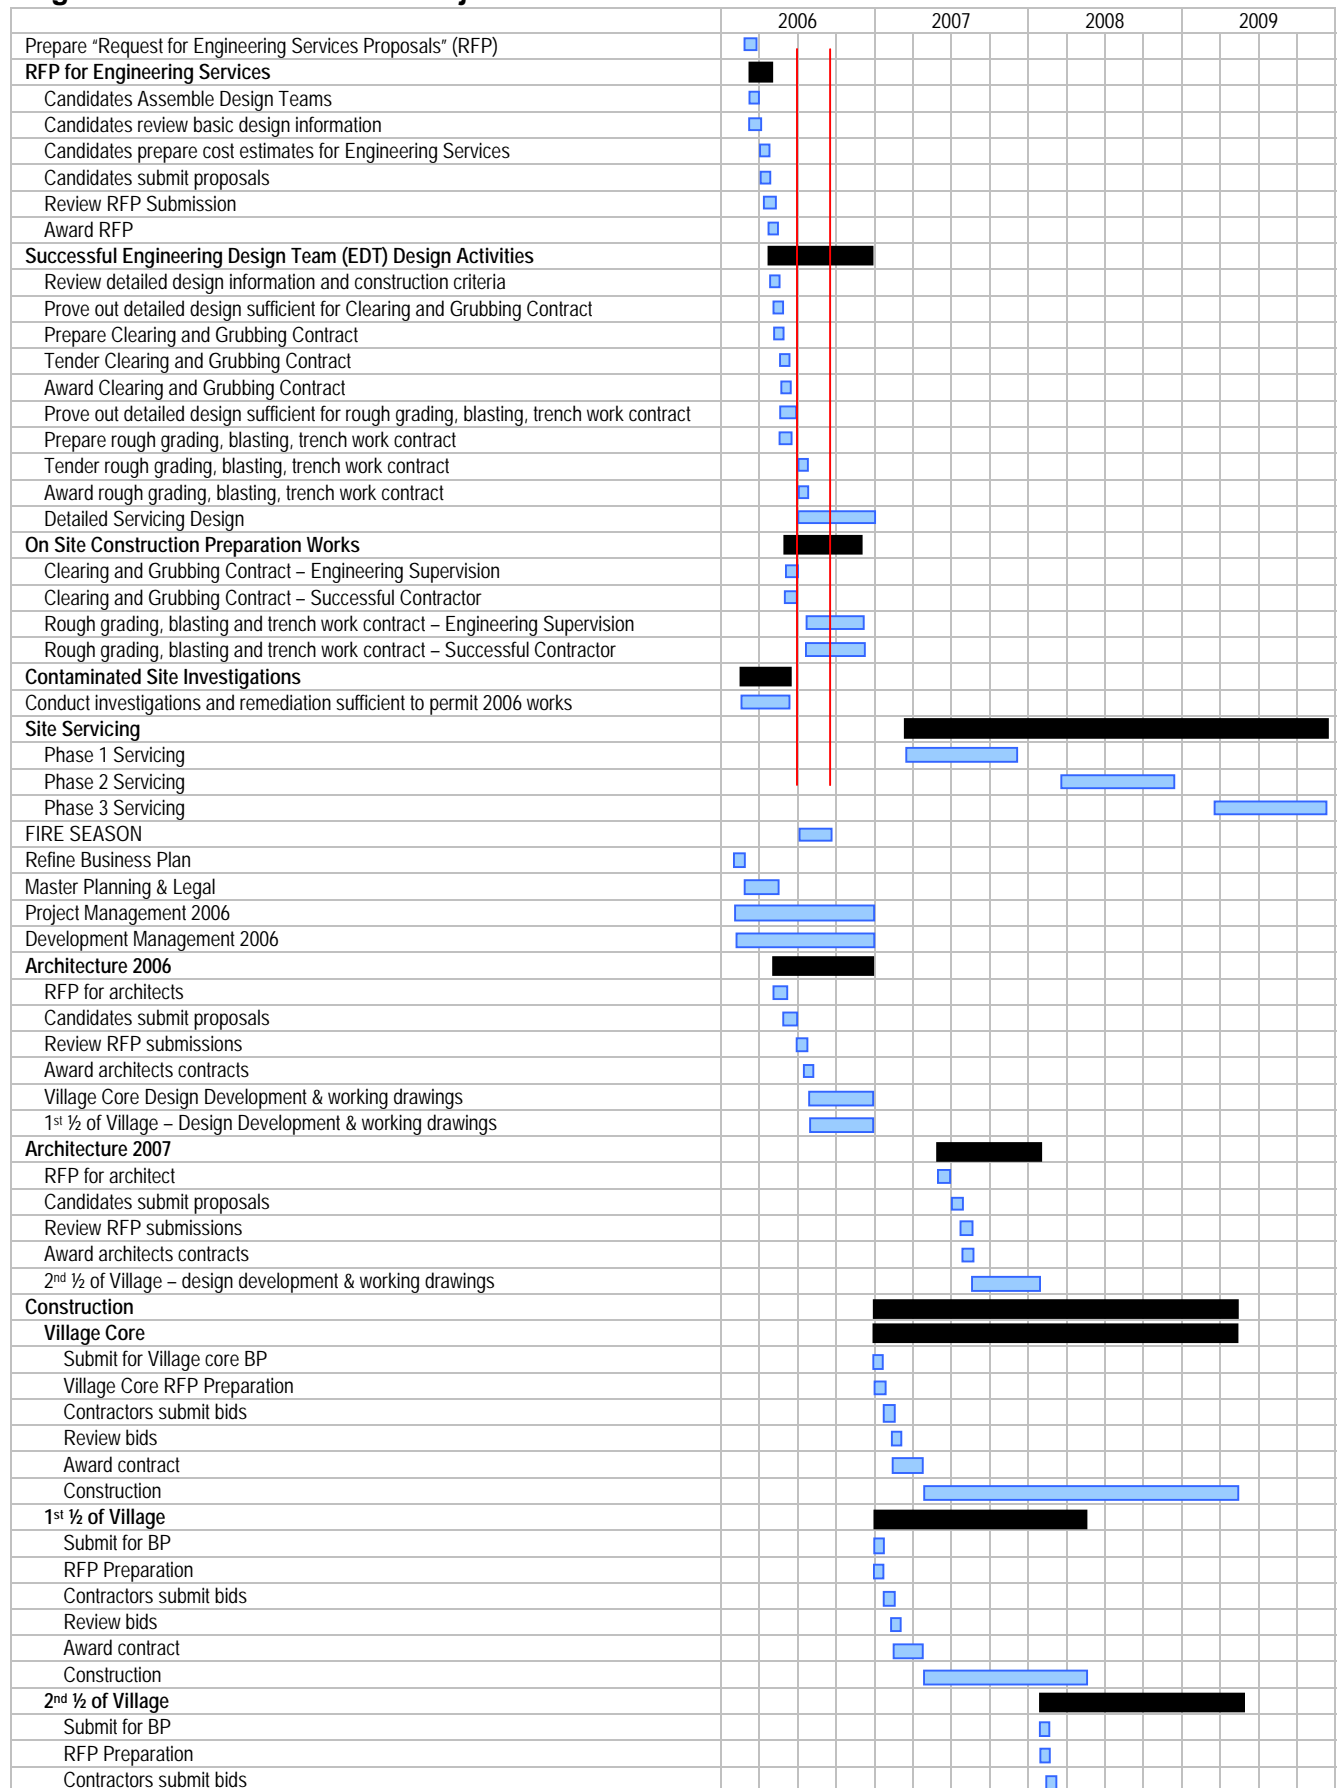 2006 2007 2008 2009
Prepare “Request for Engineering Services Proposals” (RFP)
RFP for Engineering Services
Candidates Assemble Design Teams
Candidates review basic design information
Candidates prepare cost estimates for Engineering Services
Candidates submit proposals
Review RFP Submission
Award RFP
Successful Engineering Design Team (EDT) Design Activities
Review detailed design information and construction criteria
Prove out detailed design sufficient for Clearing and Grubbing Contract
Prepare Clearing and Grubbing Contract
Tender Clearing and Grubbing Contract
Award Clearing and Grubbing Contract
Prove out detailed design sufficient for rough grading, blasting, trench work contract
Prepare rough grading, blasting, trench work contract
Tender rough grading, blasting, trench work contract
Award rough grading, blasting, trench work contract
Detailed Servicing Design
On Site Construction Preparation Works
Clearing and Grubbing Contract – Engineering Supervision
Clearing and Grubbing Contract – Successful Contractor
Rough grading, blasting and trench work contract – Engineering Supervision
Rough grading, blasting and trench work contract – Successful Contractor
Contaminated Site Investigations
Conduct investigations and remediation sufficient to permit 2006 works
Site Servicing
Phase 1 Servicing
Phase 2 Servicing
Phase 3 Servicing
FIRE SEASON
Refine Business Plan
Master Planning & Legal
Project Management 2006
Development Management 2006
Architecture 2006
RFP for architects
Candidates submit proposals
Review RFP submissions
Award architects contracts
Village Core Design Development & working drawings
1st ½ of Village – Design Development & working drawings
Architecture 2007
RFP for architect
Candidates submit proposals
Review RFP submissions
Award architects contracts
2nd ½ of Village – design development & working drawings
Construction
Village Core
Submit for Village core BP
Village Core RFP Preparation
Contractors submit bids
Review bids
Award contract
Construction
1st ½ of Village
Submit for BP
RFP Preparation
Contractors submit bids
Review bids
Award contract
Construction
2nd ½ of Village
Submit for BP
RFP Preparation
Contractors submit bids